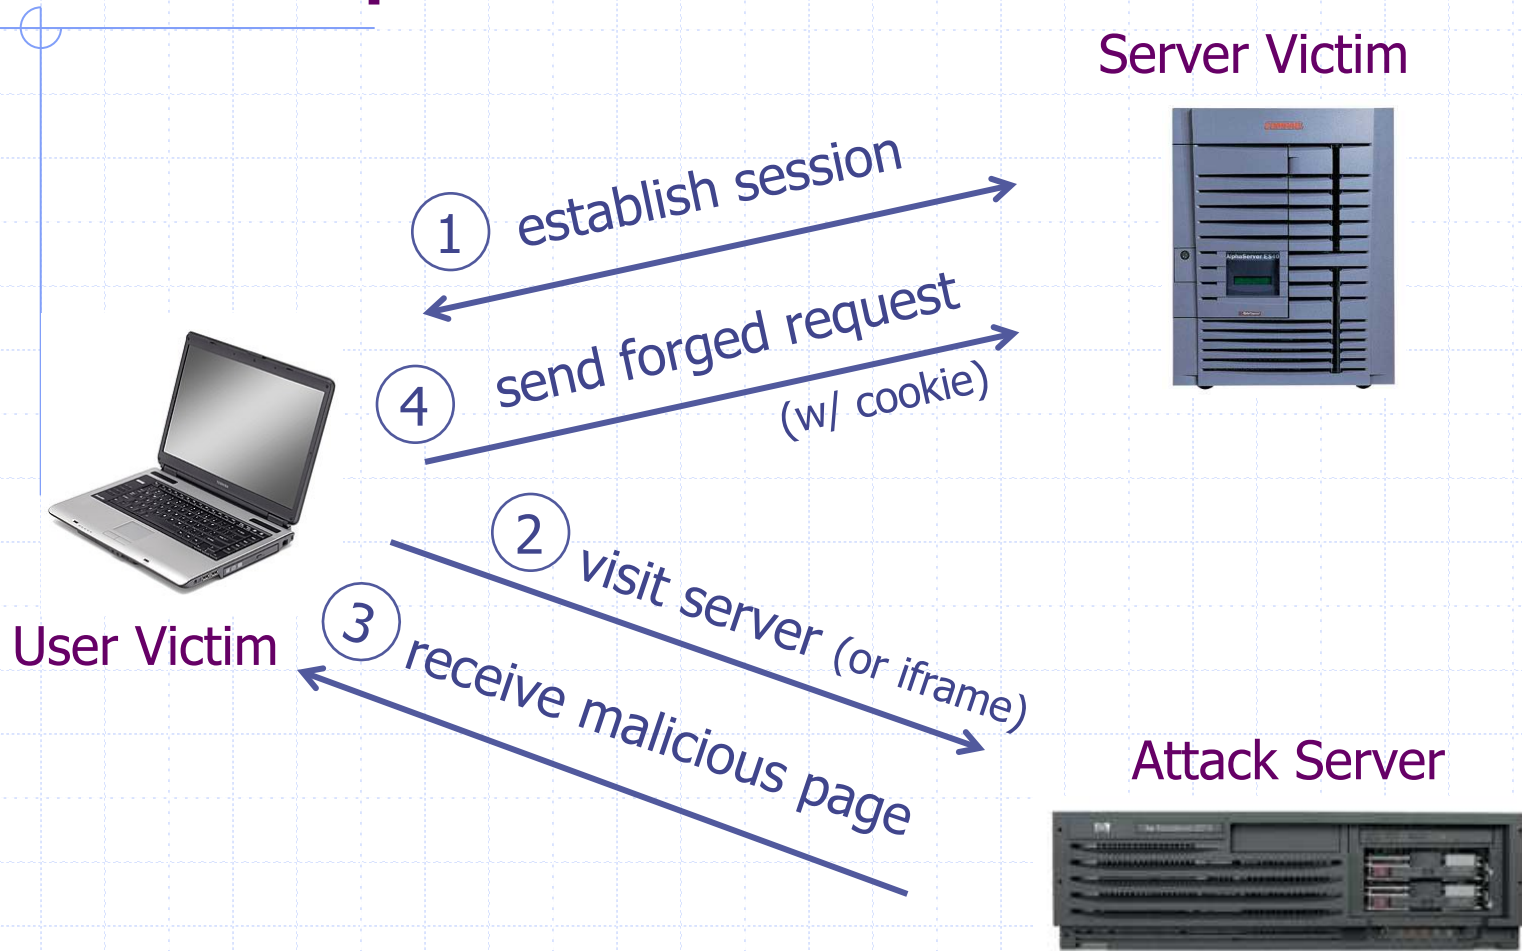 Server Victim
1 establish session
4 send forged request
(w/ cookie)
2 visit server (or iframe)
3 receive malicious page
User Victim
Attack Server